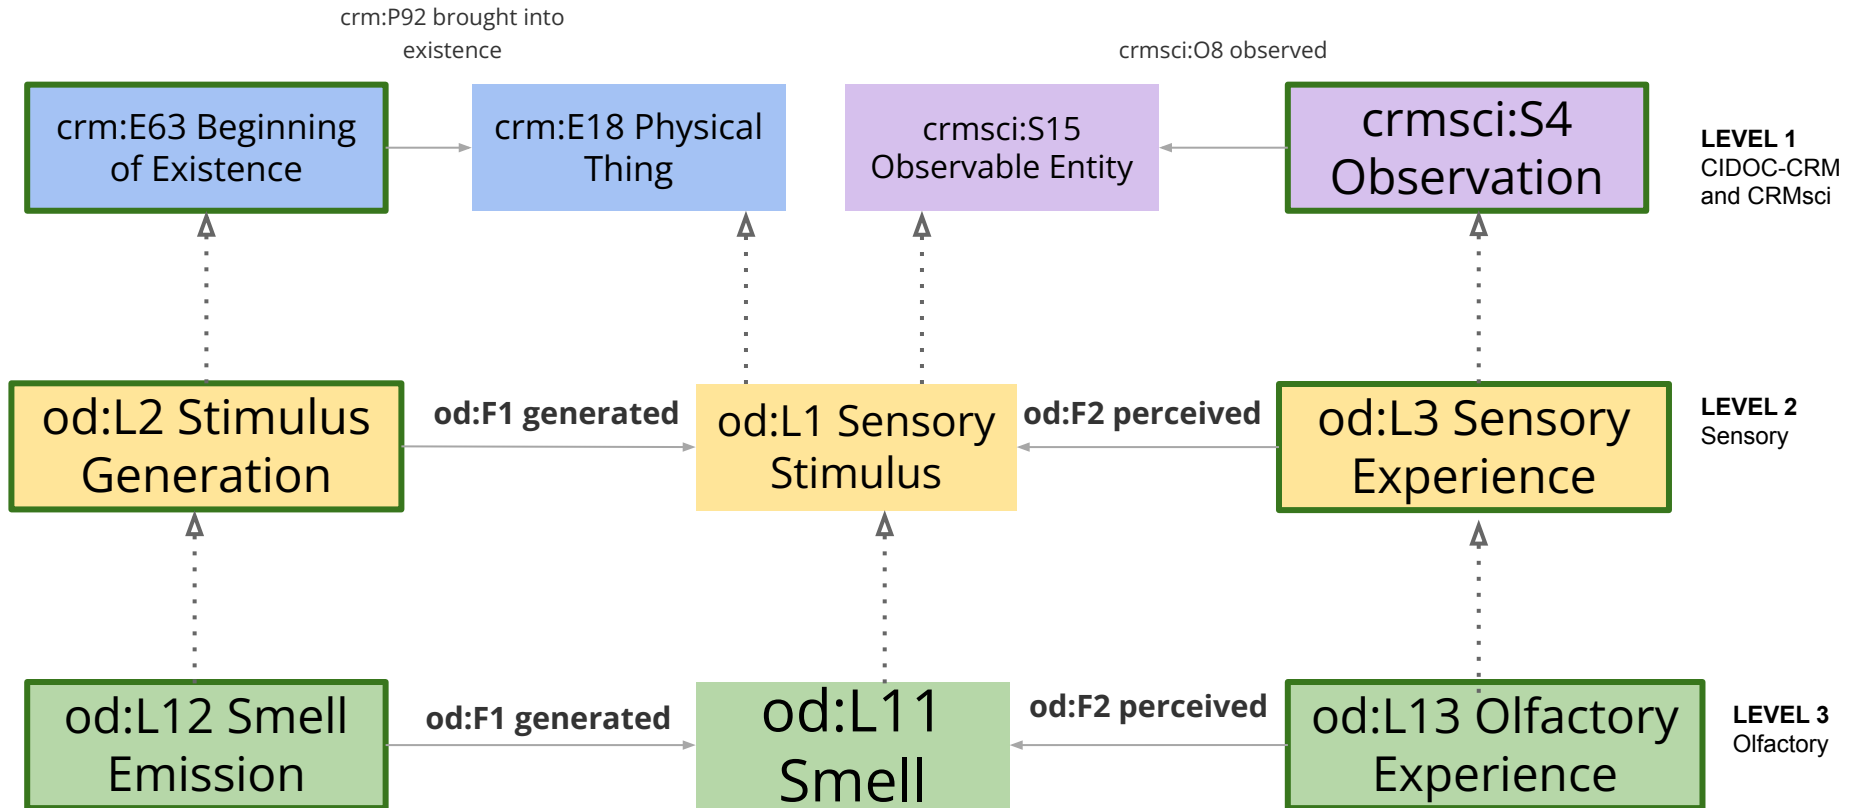 crm:P92 brought into
existence
crmsci:O8 observed
crm:E63 Beginning
of Existence
crm:E18 Physical
Thing
crmsci:S15
Observable Entity
crmsci:S4
Observation
LEVEL 1
CIDOC-CRM
and CRMsci
od:L2 Stimulus
Generation
od:F1 generated
od:L1 Sensory
Stimulus
od:F2 perceived
od:L3 Sensory
Experience
LEVEL 2
Sensory
od:L12 Smell
Emission
od:F1 generated
od:L11
Smell
od:F2 perceived
od:L13 Olfactory
Experience
LEVEL 3
Olfactory